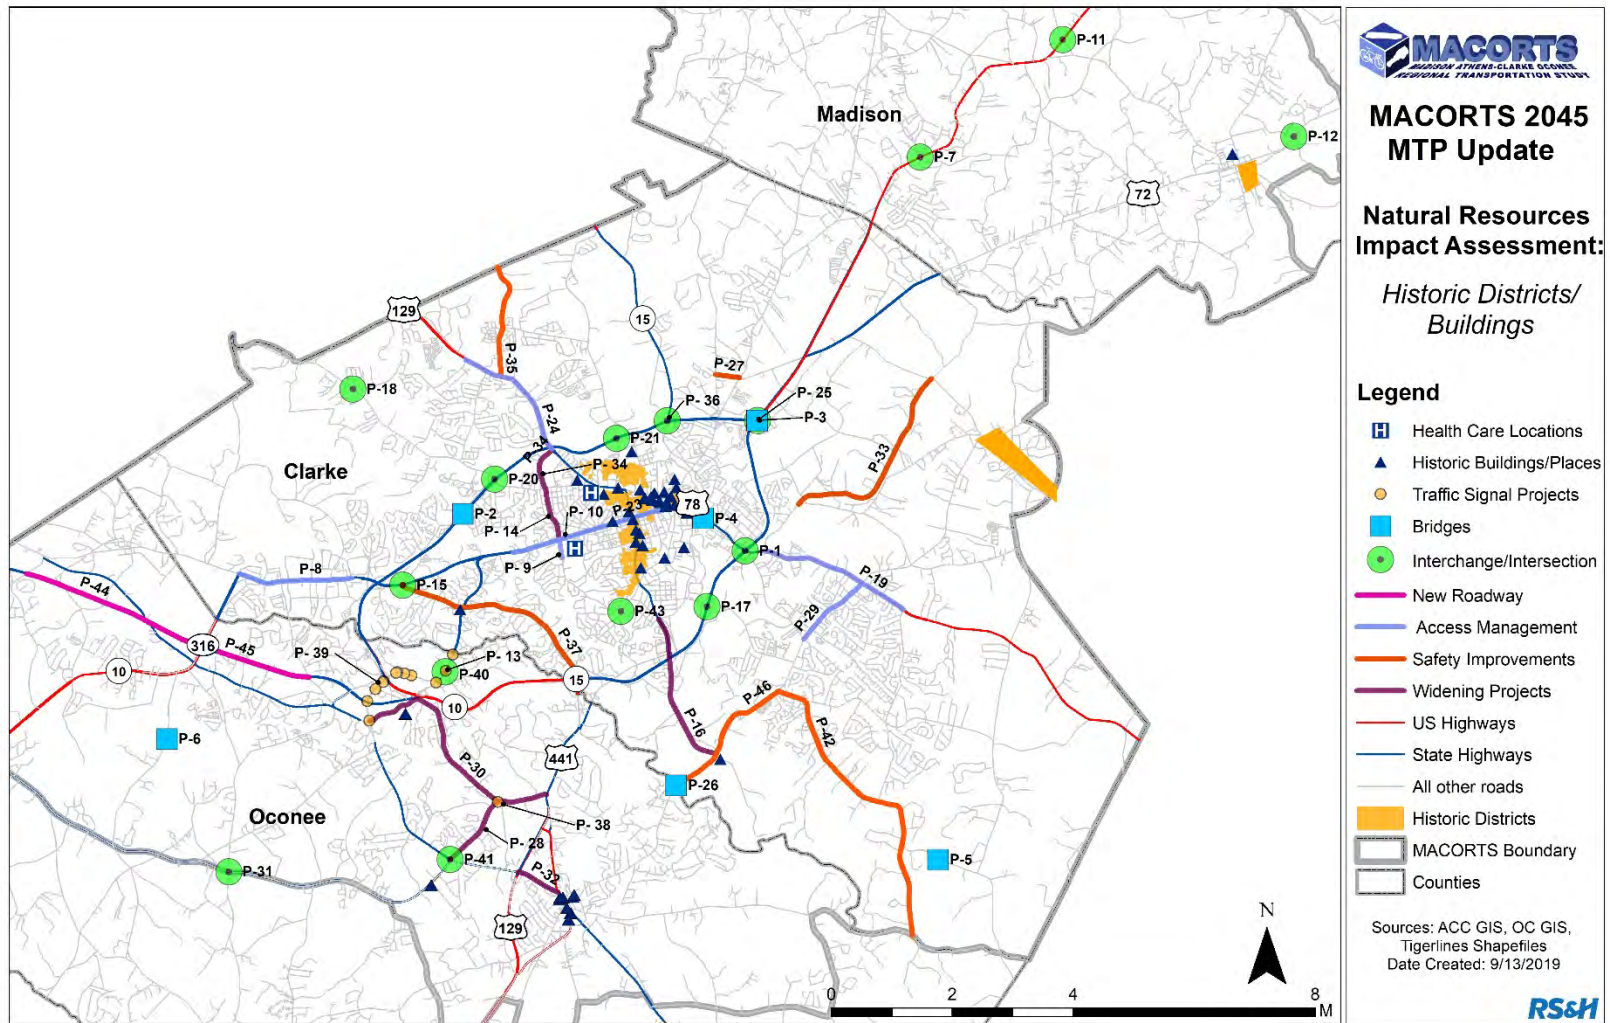 P-11
Madison
P-12
P-7
72
129
15
P-35
P-27
P-18
P- 25
P- 36
P-3
P-24
P-21
P-33
Clarke
P-34
P- 34
P-20
H
78
P-2
P- 10
P-23
P-4
P- 14
H
P-1
P- 9
P-8
P-19
P-44
P-15
P-43
P-17
P-29
316
P-45
P- 39
P-37
P- 13
10
P-40
15
10
P-46
P-16
P-42
P-6
441
P-30
P-26
Oconee
P- 38
P- 28
P-41
P-5
P-31
P-32
129
N
0 2 4 8
M
MACORTS
MADISON ATHENS-CLARKE OCONEE
REGIONAL TRANSPORTATION STUDY
MACORTS 2045
MTP Update
Natural Resources
Impact Assessment:
Historic Districts/
Buildings
Legend
H Health Care Locations
Historic Buildings/Places
Traffic Signal Projects
Bridges
Interchange/Intersection
New Roadway
Access Management
Safety Improvements
Widening Projects
US Highways
State Highways
All other roads
Historic Districts
MACORTS Boundary
Counties
Sources: ACC GIS, OC GIS,
Tigerlines Shapefiles
Date Created: 9/13/2019
RS&H